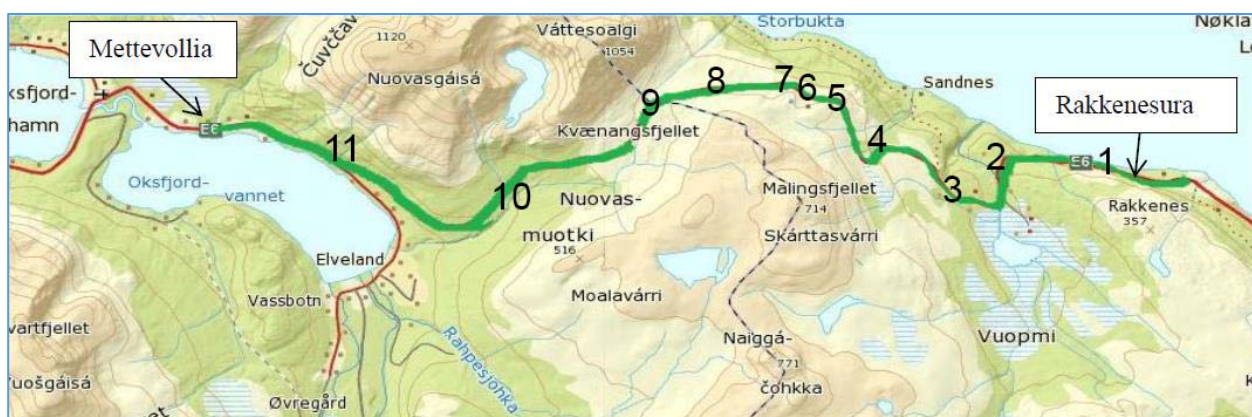 Storbukta
Nøkla
Mettevollia
Čuvččav
1120
Váttesoalgi
1054
Nuovasgáisá
8
7
6
5
Sandnes
Rakkenesura
ksfjord-
hamn
E6
9
Kvænangsfjellet
4
2
E6
1
11
Oksfjord-
vannet
10
Nuovas-
muotki
516
Malingsfjellet
714
Skárttasvárri
3
Rakkenes
357
Elveland
Vassbotn
Moalavárri
Vuopmi
vartfjellet
Naiggá-
771
čohkka
Øvregård